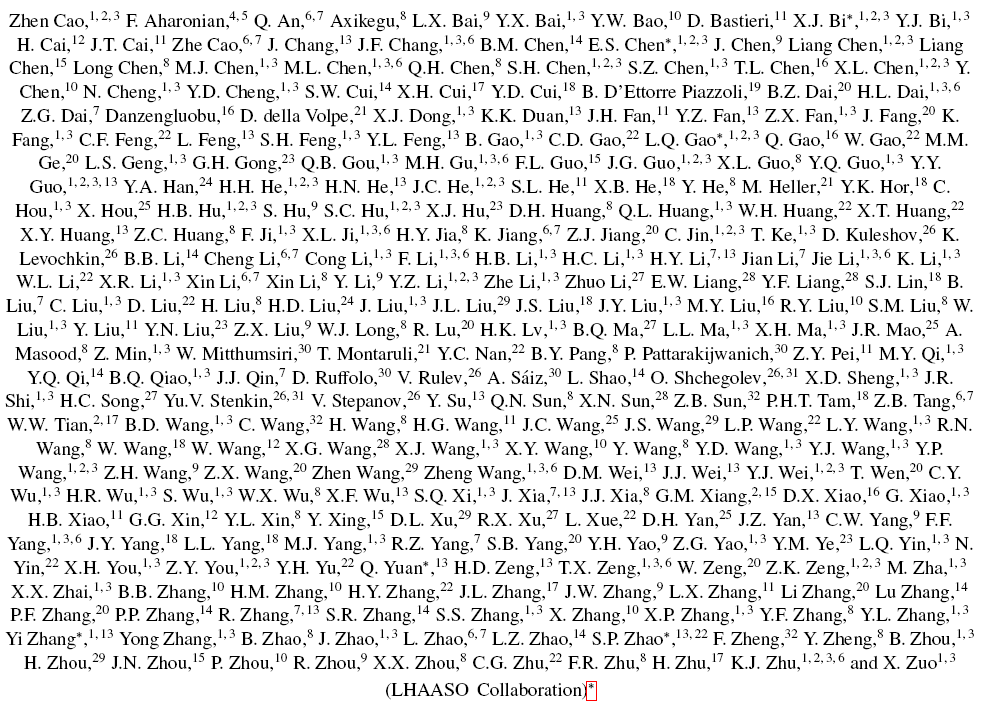 Zhen Cao,1,2,3 F. Aharonian,4,5 Q. An,6,7 Axikegu,8 L.X. Bai,9 Y.X. Bai,1,3 Y.W. Bao,10 D. Bastieri,11 X.J. Bi∗,1,2,3 Y.J. Bi,1,3
H. Cai,12 J.T. Cai,11 Zhe Cao,6,7 J. Chang,13 J.F. Chang,1,3,6 B.M. Chen,14 E.S. Chen∗,1,2,3 J. Chen,9 Liang Chen,1,2,3 Liang
Chen,15 Long Chen,8 M.J. Chen,1,3 M.L. Chen,1,3,6 Q.H. Chen,8 S.H. Chen,1,2,3 S.Z. Chen,1,3 T.L. Chen,16 X.L. Chen,1,2,3 Y.
Chen,10 N. Cheng,1,3 Y.D. Cheng,1,3 S.W. Cui,14 X.H. Cui,17 Y.D. Cui,18 B. D'Ettorre Piazzoli,19 B.Z. Dai,20 H.L. Dai,1,3,6
Z.G. Dai,7 Danzengluobu,16 D. della Volpe,21 X.J. Dong,1,3 K.K. Duan,13 J.H. Fan,11 Y.Z. Fan,13 Z.X. Fan,1,3 J. Fang,20 K.
Fang,1,3 C.F. Feng,22 L. Feng,13 S.H. Feng,1,3 Y.L. Feng,13 B. Gao,1,3 C.D. Gao,22 L.Q. Gao∗,1,2,3 Q. Gao,16 W. Gao,22 M.M.
Ge,20 L.S. Geng,1,3 G.H. Gong,23 Q.B. Gou,1,3 M.H. Gu,1,3,6 F.L. Guo,15 J.G. Guo,1,2,3 X.L. Guo,8 Y.Q. Guo,1,3 Y.Y.
Guo,1,2,3,13 Y.A. Han,24 H.H. He,1,2,3 H.N. He,13 J.C. He,1,2,3 S.L. He,11 X.B. He,18 Y. He,8 M. Heller,21 Y.K. Hor,18 C.
Hou,1,3 X. Hou,25 H.B. Hu,1,2,3 S. Hu,9 S.C. Hu,1,2,3 X.J. Hu,23 D.H. Huang,8 Q.L. Huang,1,3 W.H. Huang,22 X.T. Huang,22
X.Y. Huang,13 Z.C. Huang,8 F. Ji,1,3 X.L. Ji,1,3,6 H.Y. Jia,8 K. Jiang,6,7 Z.J. Jiang,20 C. Jin,1,2,3 T. Ke,1,3 D. Kuleshov,26 K.
Levochkin,26 B.B. Li,14 Cheng Li,6,7 Cong Li,1,3 F. Li,1,3,6 H.B. Li,1,3 H.C. Li,1,3 H.Y. Li,7,13 Jian Li,7 Jie Li,1,3,6 K. Li,1,3
W.L. Li,22 X.R. Li,1,3 Xin Li,6,7 Xin Li,8 Y. Li,9 Y.Z. Li,1,2,3 Zhe Li,1,3 Zhuo Li,27 E.W. Liang,28 Y.F. Liang,28 S.J. Lin,18 B.
Liu,7 C. Liu,1,3 D. Liu,22 H. Liu,8 H.D. Liu,24 J. Liu,1,3 J.L. Liu,29 J.S. Liu,18 J.Y. Liu,1,3 M.Y. Liu,16 R.Y. Liu,10 S.M. Liu,8 W.
Liu,1,3 Y. Liu,11 Y.N. Liu,23 Z.X. Liu,9 W.J. Long,8 R. Lu,20 H.K. Lv,1,3 B.Q. Ma,27 L.L. Ma,1,3 X.H. Ma,1,3 J.R. Mao,25 A.
Masood,8 Z. Min,1,3 W. Mitthumsiri,30 T. Montaruli,21 Y.C. Nan,22 B.Y. Pang,8 P. Pattarakijwanich,30 Z.Y. Pei,11 M.Y. Qi,1,3
Y.Q. Qi,14 B.Q. Qiao,1,3 J.J. Qin,7 D. Ruffolo,30 V. Rulev,26 A. Sáiz,30 L. Shao,14 O. Shchegolev,26,31 X.D. Sheng,1,3 J.R.
Shi,1,3 H.C. Song,27 Yu.V. Stenkin,26,31 V. Stepanov,26 Y. Su,13 Q.N. Sun,8 X.N. Sun,28 Z.B. Sun,32 P.H.T. Tam,18 Z.B. Tang,6,7
W.W. Tian,2,17 B.D. Wang,1,3 C. Wang,32 H. Wang,8 H.G. Wang,11 J.C. Wang,25 J.S. Wang,29 L.P. Wang,22 L.Y. Wang,1,3 R.N.
Wang,8 W. Wang,18 W. Wang,12 X.G. Wang,28 X.J. Wang,1,3 X.Y. Wang,10 Y. Wang,8 Y.D. Wang,1,3 Y.J. Wang,1,3 Y.P.
Wang,1,2,3 Z.H. Wang,9 Z.X. Wang,20 Zhen Wang,29 Zheng Wang,1,3,6 D.M. Wei,13 J.J. Wei,13 Y.J. Wei,1,2,3 T. Wen,20 C.Y.
Wu,1,3 H.R. Wu,1,3 S. Wu,1,3 W.X. Wu,8 X.F. Wu,13 S.Q. Xi,1,3 J. Xia,7,13 J.J. Xia,8 G.M. Xiang,2,15 D.X. Xiao,16 G. Xiao,1,3
H.B. Xiao,11 G.G. Xin,12 Y.L. Xin,8 Y. Xing,15 D.L. Xu,29 R.X. Xu,27 L. Xue,22 D.H. Yan,25 J.Z. Yan,13 C.W. Yang,9 F.F.
Yang,1,3,6 J.Y. Yang,18 L.L. Yang,18 M.J. Yang,1,3 R.Z. Yang,7 S.B. Yang,20 Y.H. Yao,9 Z.G. Yao,1,3 Y.M. Ye,23 L.Q. Yin,1,3 N.
Yin,22 X.H. You,1,3 Z.Y. You,1,2,3 Y.H. Yu,22 Q. Yuan∗,13 H.D. Zeng,13 T.X. Zeng,1,3,6 W. Zeng,20 Z.K. Zeng,1,2,3 M. Zha,1,3
X.X. Zhai,1,3 B.B. Zhang,10 H.M. Zhang,10 H.Y. Zhang,22 J.L. Zhang,17 J.W. Zhang,9 L.X. Zhang,11 Li Zhang,20 Lu Zhang,14
P.F. Zhang,20 P.P. Zhang,14 R. Zhang,7,13 S.R. Zhang,14 S.S. Zhang,1,3 X. Zhang,10 X.P. Zhang,1,3 Y.F. Zhang,8 Y.L. Zhang,1,3
Yi Zhang∗,1,13 Yong Zhang,1,3 B. Zhao,8 J. Zhao,1,3 L. Zhao,6,7 L.Z. Zhao,14 S.P. Zhao∗,13,22 F. Zheng,32 Y. Zheng,8 B. Zhou,1,3
H. Zhou,29 J.N. Zhou,15 P. Zhou,10 R. Zhou,9 X.X. Zhou,8 C.G. Zhu,22 F.R. Zhu,8 H. Zhu,17 K.J. Zhu,1,2,3,6 and X. Zuo1,3
(LHAASO Collaboration)∗